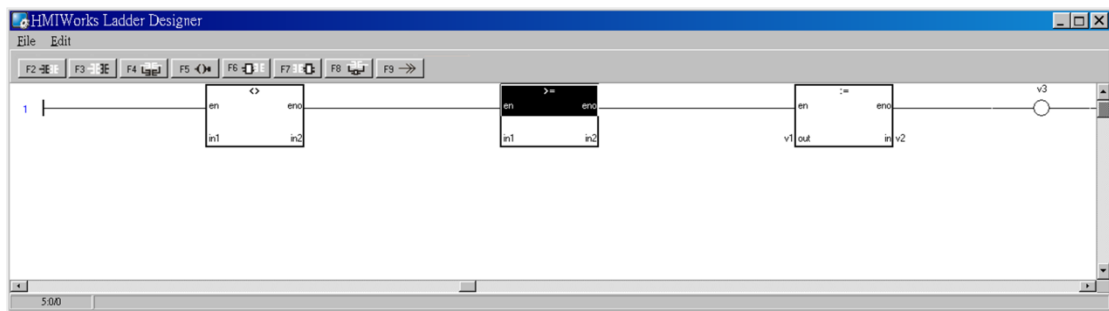 HMIWorks Ladder Designer
File Edit
F2 F3 F4 F5 F6 F7 F8 F9
<> >= := v3
1 en eno en eno en eno
in1 in2 in1 in2 v1 out in v2
5:0/0